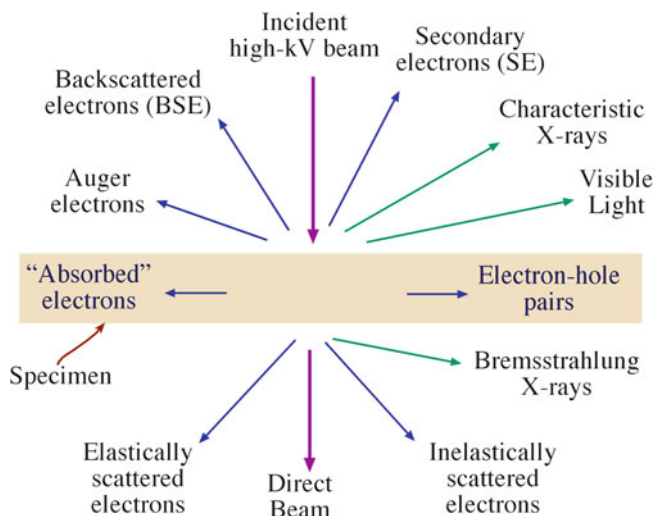 Incident
high-kV beam
Secondary
electrons (SE)
Backscattered
electrons (BSE)
Characteristic
X-rays
Auger
electrons
Visible
Light
“Absorbed”
electrons
Electron-hole
pairs
Specimen
Bremsstrahlung
X-rays
Elastically
scattered
electrons
Direct
Beam
Inelastically
scattered
electrons